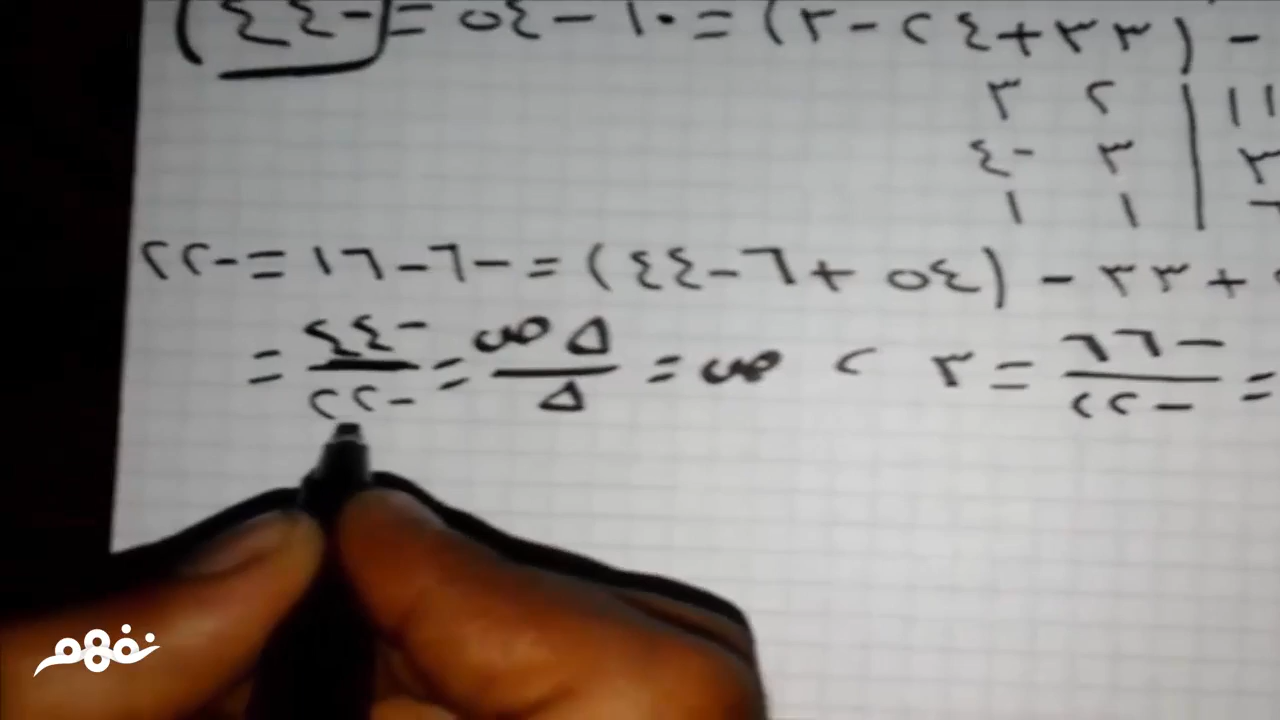 - (٣٣+٢٤-٢) = ١٠-٥٤ = (-٤٤)
١١ | ٢ ٣
٣ | ٣ -٤
| ١ ١
+ ٣٣ - (٥٤ + ٦ - ٤٤) = -٦ - ١٦ = -٢٢
= -٦٦/-٢٢ = ٣ ، ص = Δص/Δ = -٤٤/-٢٢ =
نفهم